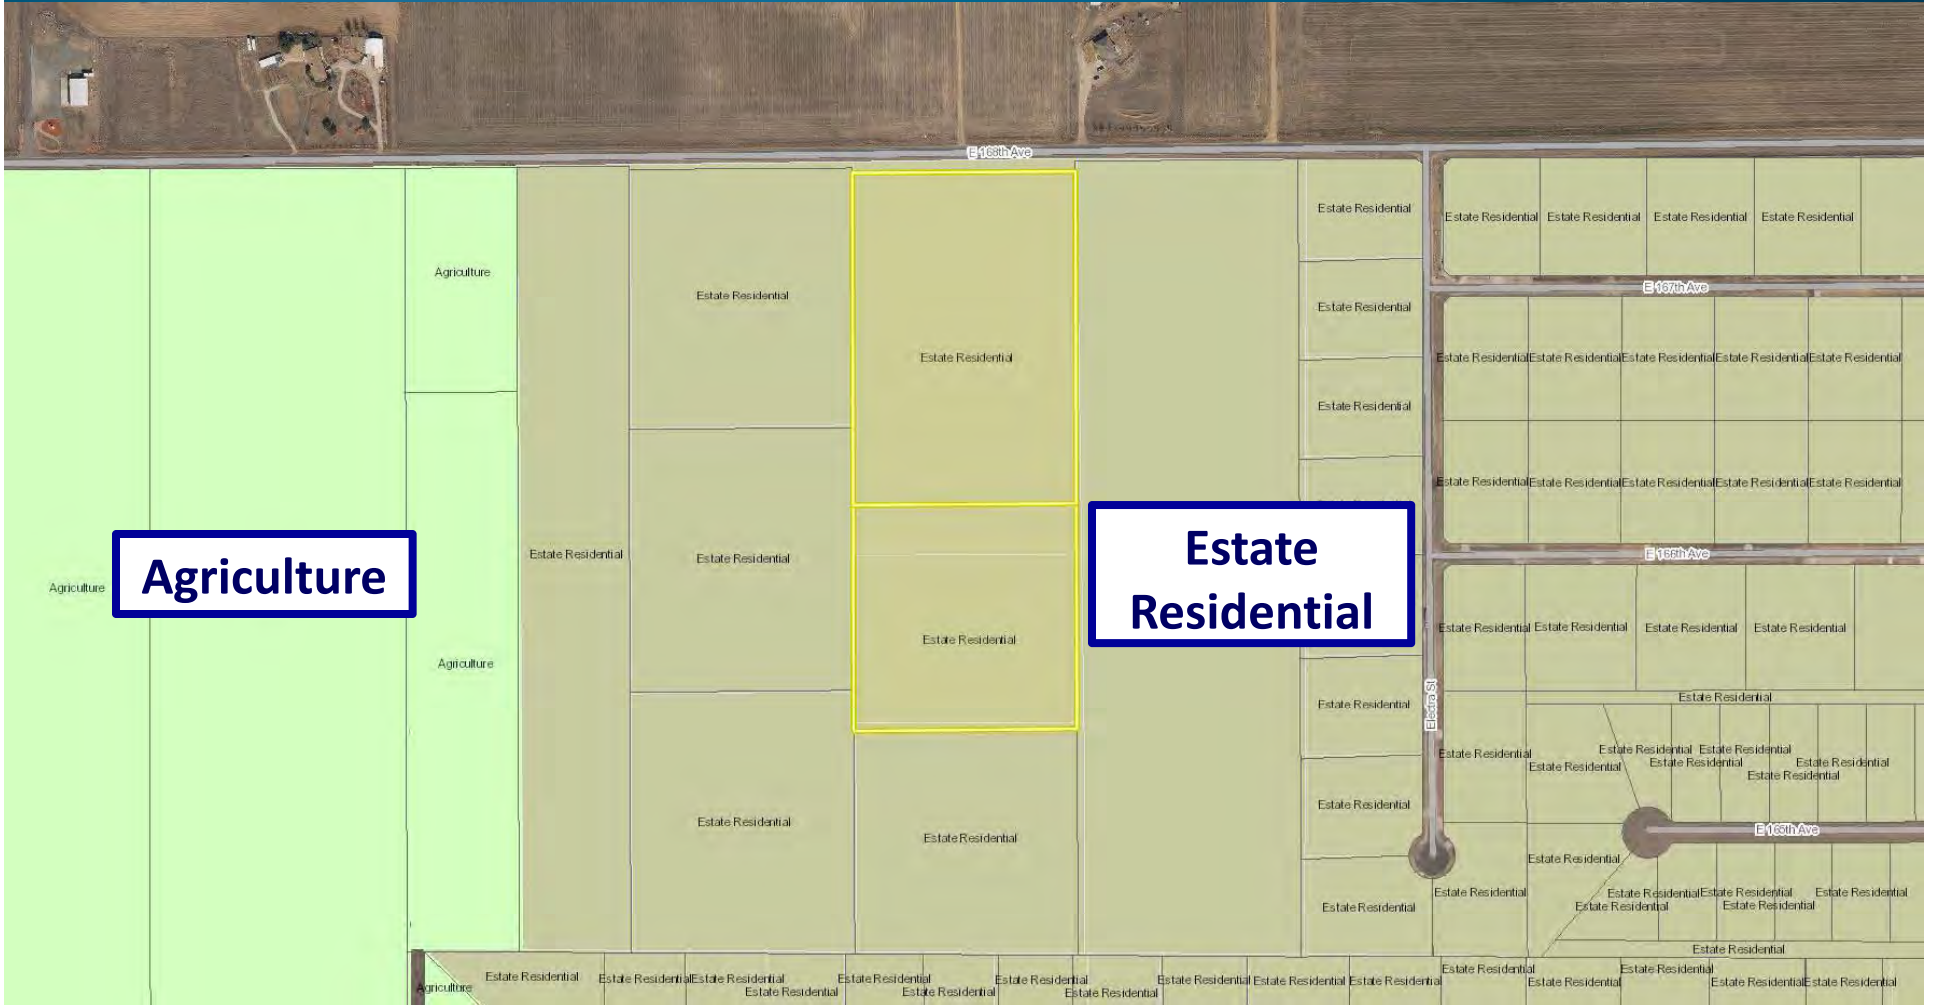 E 168th Ave
Estate Residential
Estate Residential Estate Residential Estate Residential Estate Residential
Agriculture
E 167th Ave
Estate Residential
Estate Residential
Estate Residential
Estate Residential Estate Residential Estate Residential Estate Residential Estate Residential
Estate Residential
Estate Residential Estate Residential Estate Residential Estate Residential Estate Residential
Estate
Residential
Agriculture
Estate Residential
Estate Residential
E 166th Ave
Agriculture
Estate Residential
Estate Residential Estate Residential Estate Residential Estate Residential
Agriculture
Estate Residential
Electra St
Estate Residential
Estate Residential
Estate Residential Estate Residential
Estate Residential
Estate Residential Estate Residential
Estate Residential
Estate Residential
Estate Residential
Estate Residential
Estate Residential
E 165th Ave
Estate Residential
Estate Residential
Estate Residential Estate Residential Estate Residential Estate Residential
Estate Residential
Estate Residential Estate Residential
Estate Residential
Estate Residential Estate Residential
Estate Residential Estate Residential Estate Residential Estate Residential Estate Residential Estate Residential Estate Residential Estate Residential
Agriculture Estate Residential Estate Residential Estate Residential Estate Residential Estate Residential Estate Residential